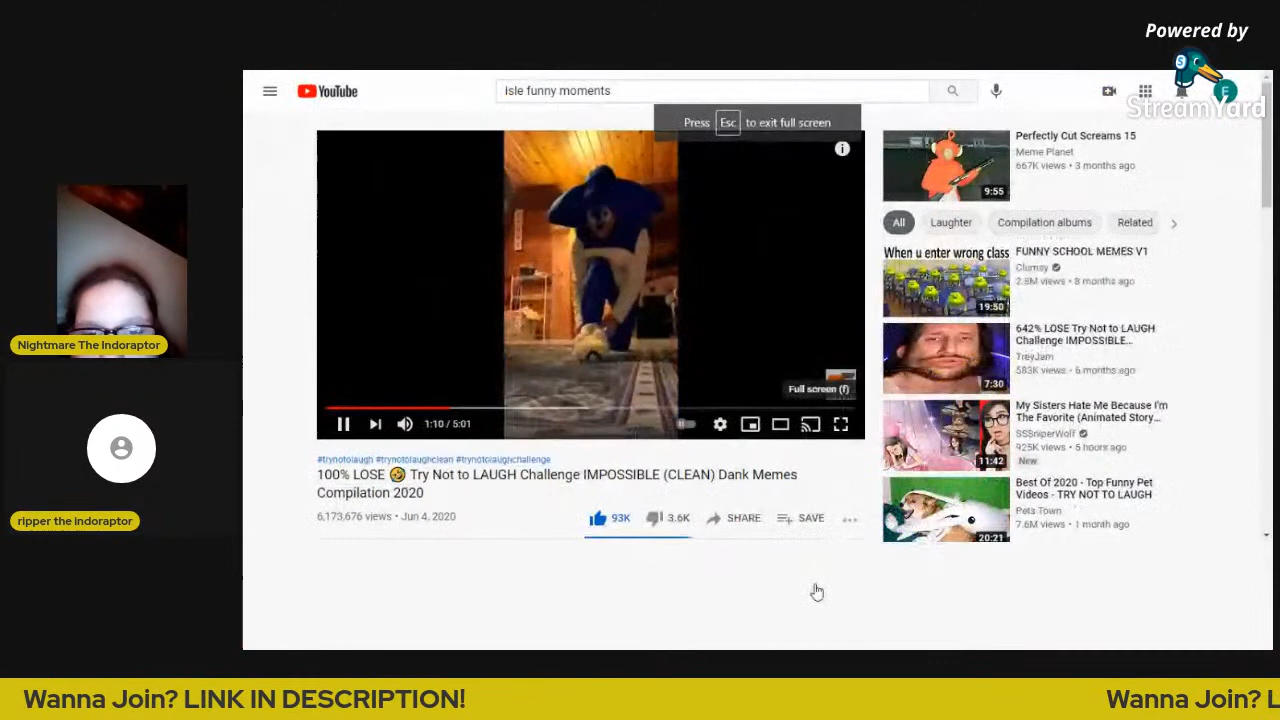 Powered by
StreamYard
YouTube
isle funny moments
Press Esc to exit full screen
E
Full screen (f)
1:10 / 5:01
#trynotolaugh #trynotolaughclean #trynotolaughchallenge
100% LOSE 🤣 Try Not to LAUGH Challenge IMPOSSIBLE (CLEAN) Dank Memes
Compilation 2020
6,173,676 views • Jun 4, 2020
93K
3.6K
SHARE
SAVE
9:55
Perfectly Cut Screams 15
Meme Planet
667K views • 3 months ago
All
Laughter
Compilation albums
Related
When u enter wrong class
19:50
FUNNY SCHOOL MEMES V1
Clumsy
2.8M views • 8 months ago
7:30
642% LOSE Try Not to LAUGH
Challenge IMPOSSIBLE...
TreyJam
583K views • 6 months ago
11:42
My Sisters Hate Me Because I'm
The Favorite (Animated Story...
SSSniperWolf
925K views • 5 hours ago
New
20:21
Best Of 2020 - Top Funny Pet
Videos - TRY NOT TO LAUGH
Pets Town
7.6M views • 1 month ago
Nightmare The Indoraptor
ripper the indoraptor
Wanna Join? LINK IN DESCRIPTION!
Wanna Join? L